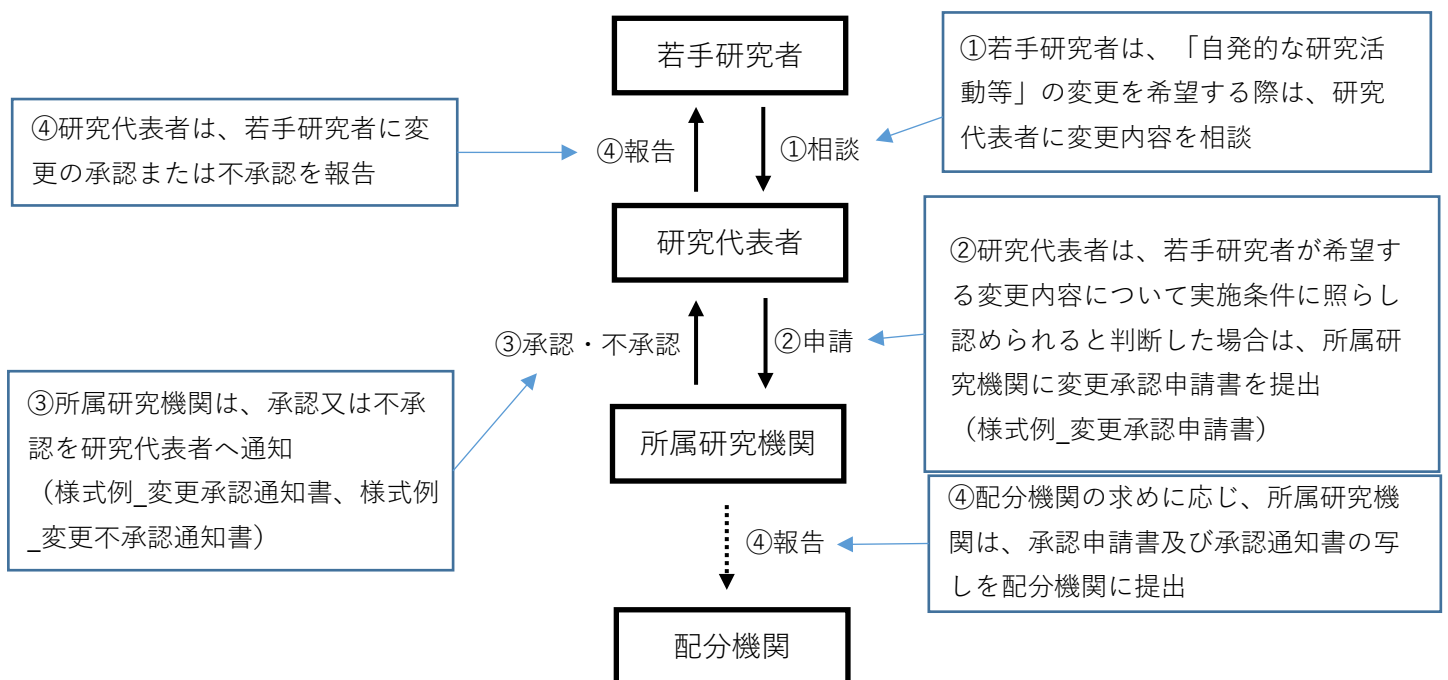 若手研究者
①若手研究者は、「自発的な研究活
動等」の変更を希望する際は、研究
代表者に変更内容を相談
④研究代表者は、若手研究者に変
更の承認または不承認を報告
④報告
①相談
研究代表者
②研究代表者は、若手研究者が希望す
る変更内容について実施条件に照らし
認められると判断した場合は、所属研
究機関に変更承認申請書を提出
（様式例_変更承認申請書）
③承認・不承認
②申請
③所属研究機関は、承認又は不承
認を研究代表者へ通知
（様式例_変更承認通知書、様式例
_変更不承認通知書）
所属研究機関
④配分機関の求めに応じ、所属研究機
関は、承認申請書及び承認通知書の写
しを配分機関に提出
④報告
配分機関